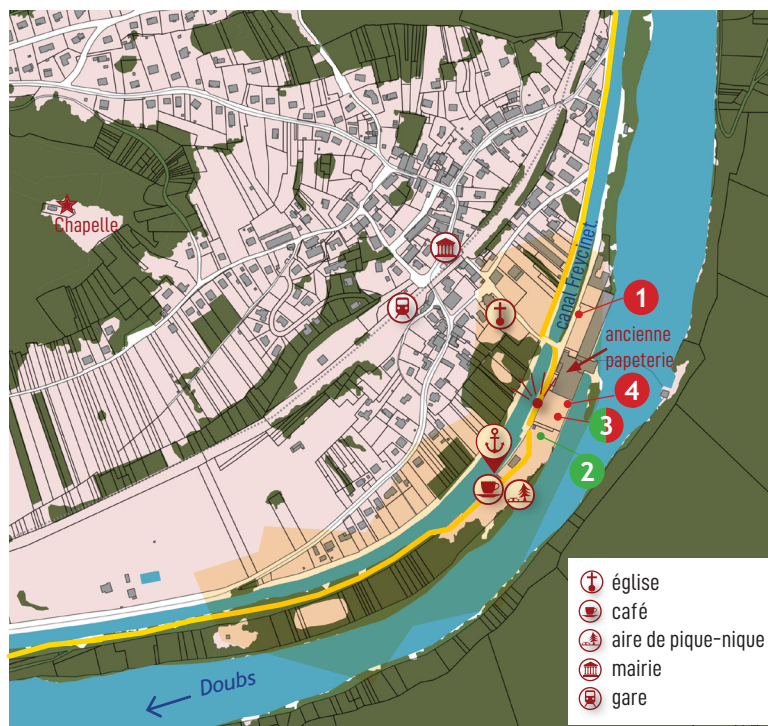 Chapelle
canal Freycinet.
1
ancienne
papeterie
4
3
2
église
café
aire de pique-nique
mairie
gare
Doubs